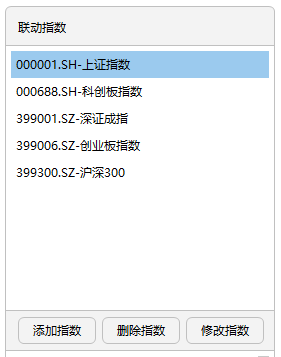 联动指数
000001.SH-上证指数
000688.SH-科创板指数
399001.SZ-深证成指
399006.SZ-创业板指数
399300.SZ-沪深300
添加指数 删除指数 修改指数